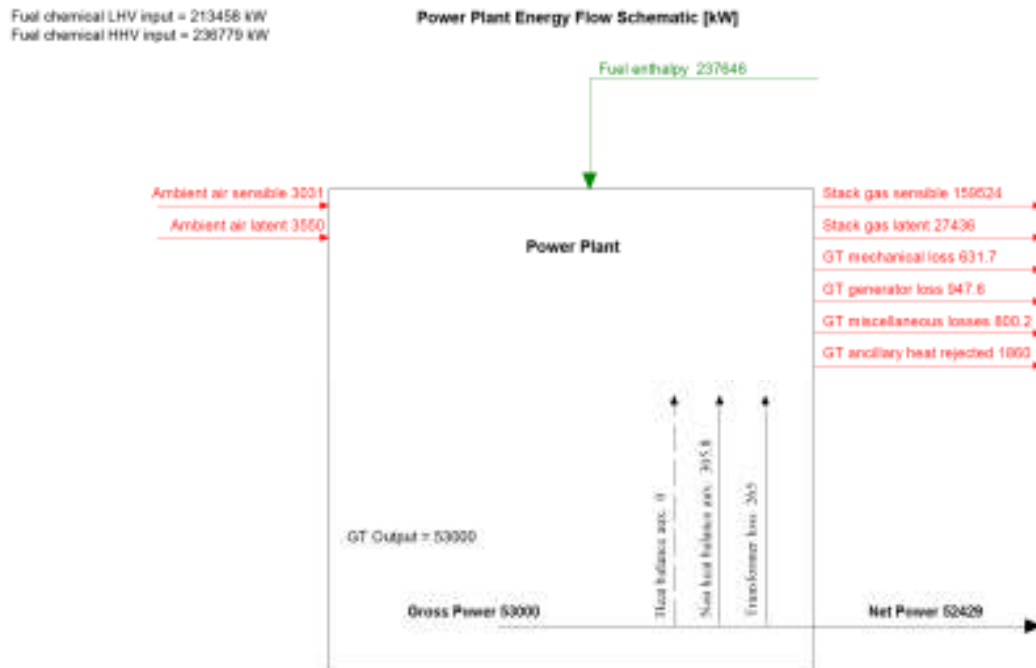 Fuel chemical LHV input = 213458 kW
Fuel chemical HHV input = 236779 kW
Power Plant Energy Flow Schematic [kW]
Fuel enthalpy 237646
Ambient air sensible 3031
Ambient air latent 3550
Power Plant
Stack gas sensible 159524
Stack gas latent 27436
GT mechanical loss 631.7
GT generator loss 947.6
GT miscellaneous losses 800.2
GT ancillary heat rejected 1860
Heat balance aux. 0
heat balance aux. 305.8
Transformer loss 265
GT Output = 53000
Gross Power 53000
Net Power 52429